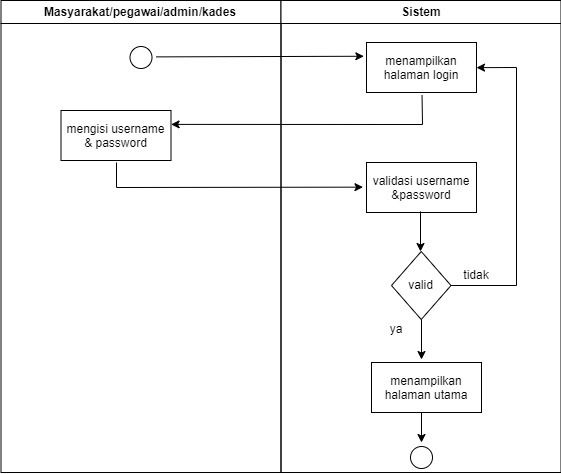 Masyarakat/pegawai/admin/kades
Sistem
menampilkan
halaman login
mengisi username
& password
validasi username
&password
valid
tidak
ya
menampilkan
halaman utama